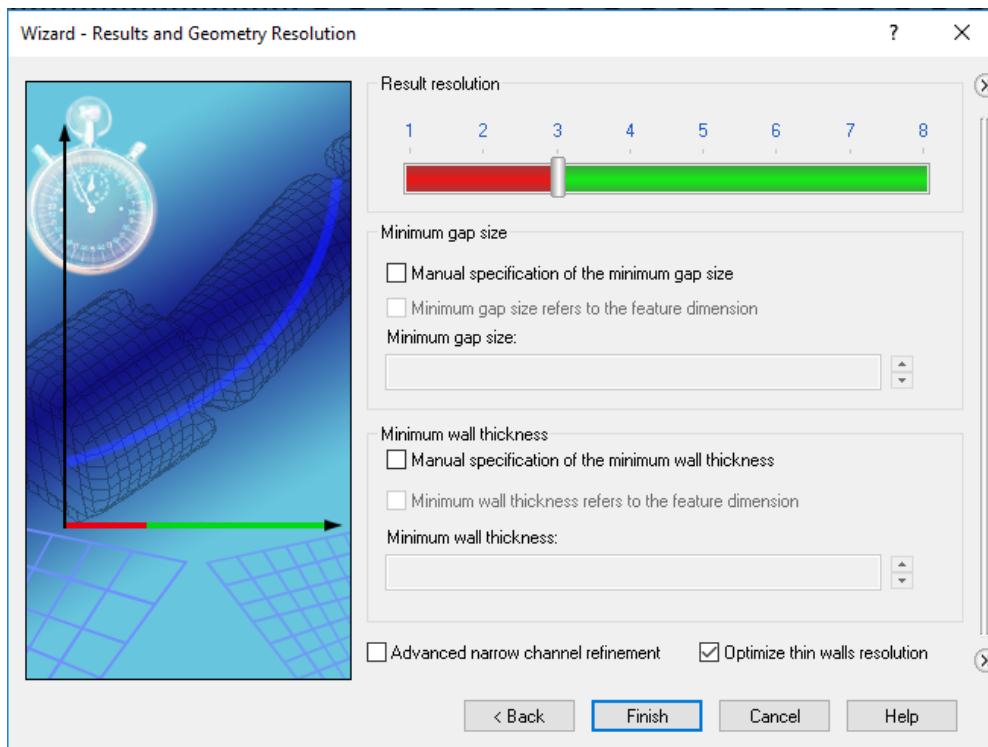 Wizard - Results and Geometry Resolution
?
Result resolution
1 2 3 4 5 6 7 8
Minimum gap size
Manual specification of the minimum gap size
Minimum gap size refers to the feature dimension
Minimum gap size:
Minimum wall thickness
Manual specification of the minimum wall thickness
Minimum wall thickness refers to the feature dimension
Minimum wall thickness:
Advanced narrow channel refinement Optimize thin walls resolution
< Back Finish Cancel Help